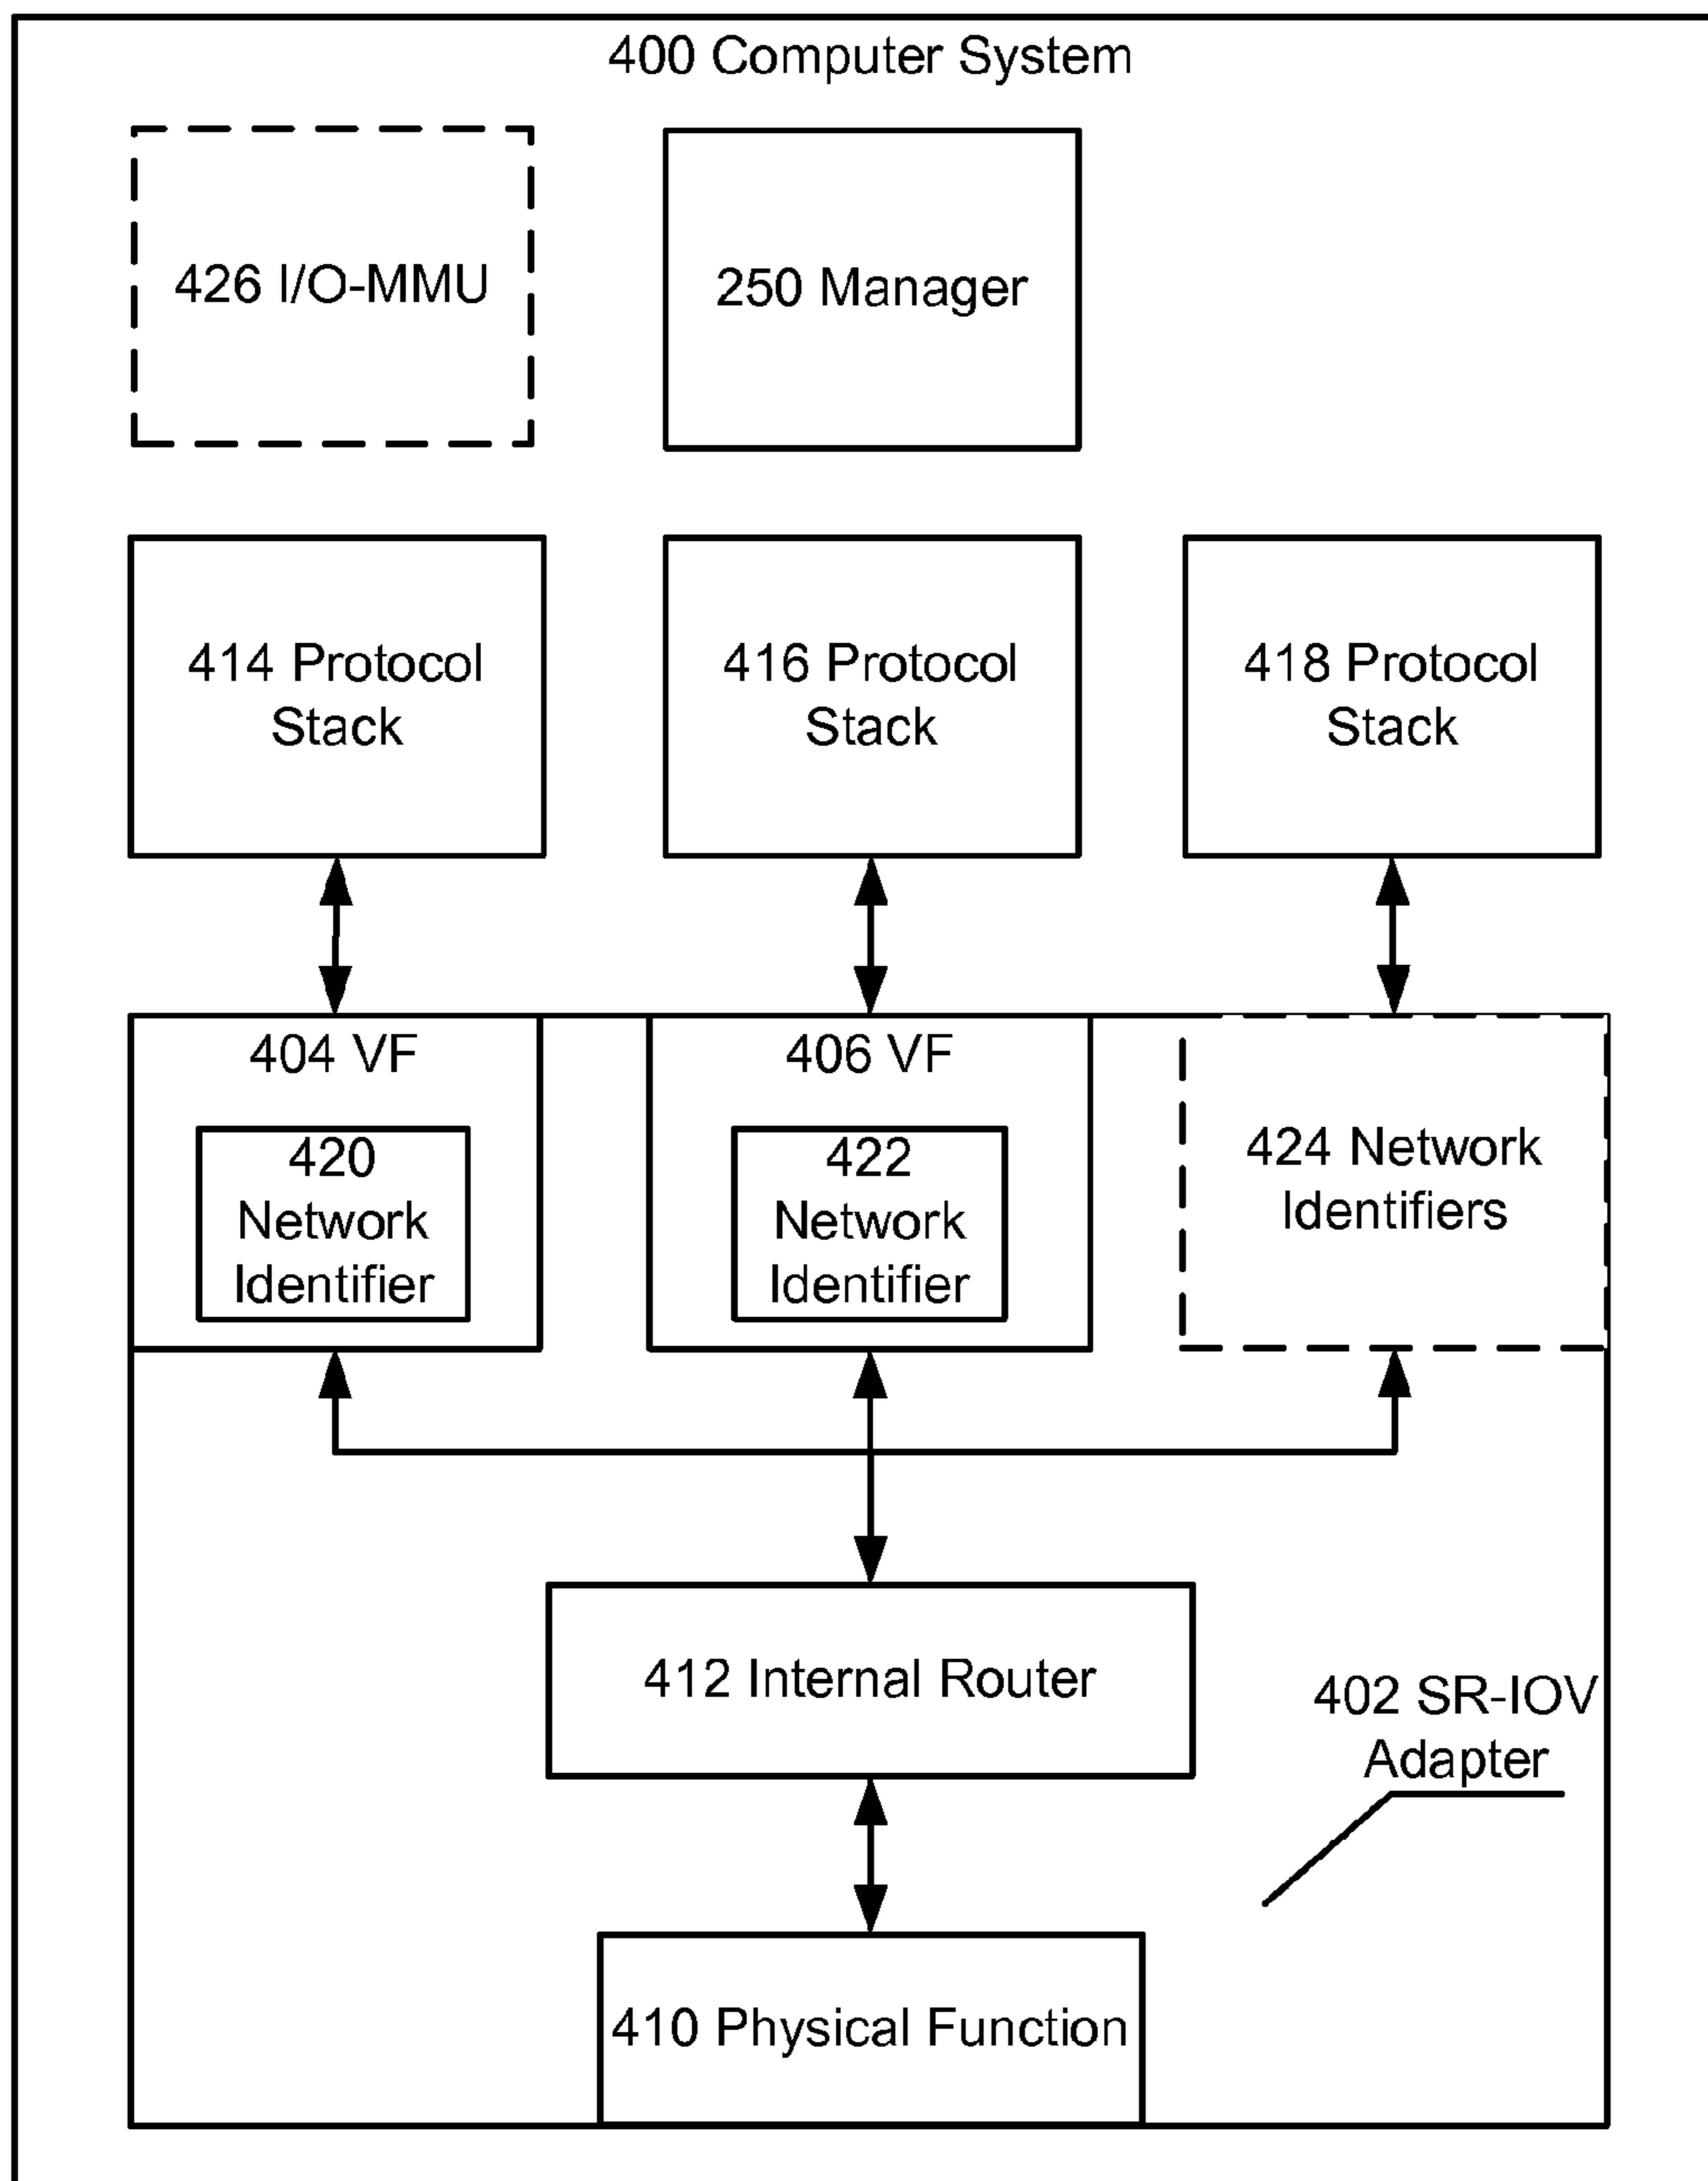 400 Computer System
426 I/O-MMU
250 Manager
414 Protocol
Stack
416 Protocol
Stack
418 Protocol
Stack
404 VF
420
Network
Identifier
406 VF
422
Network
Identifier
424 Network
Identifiers
412 Internal Router
402 SR-IOV
Adapter
410 Physical Function